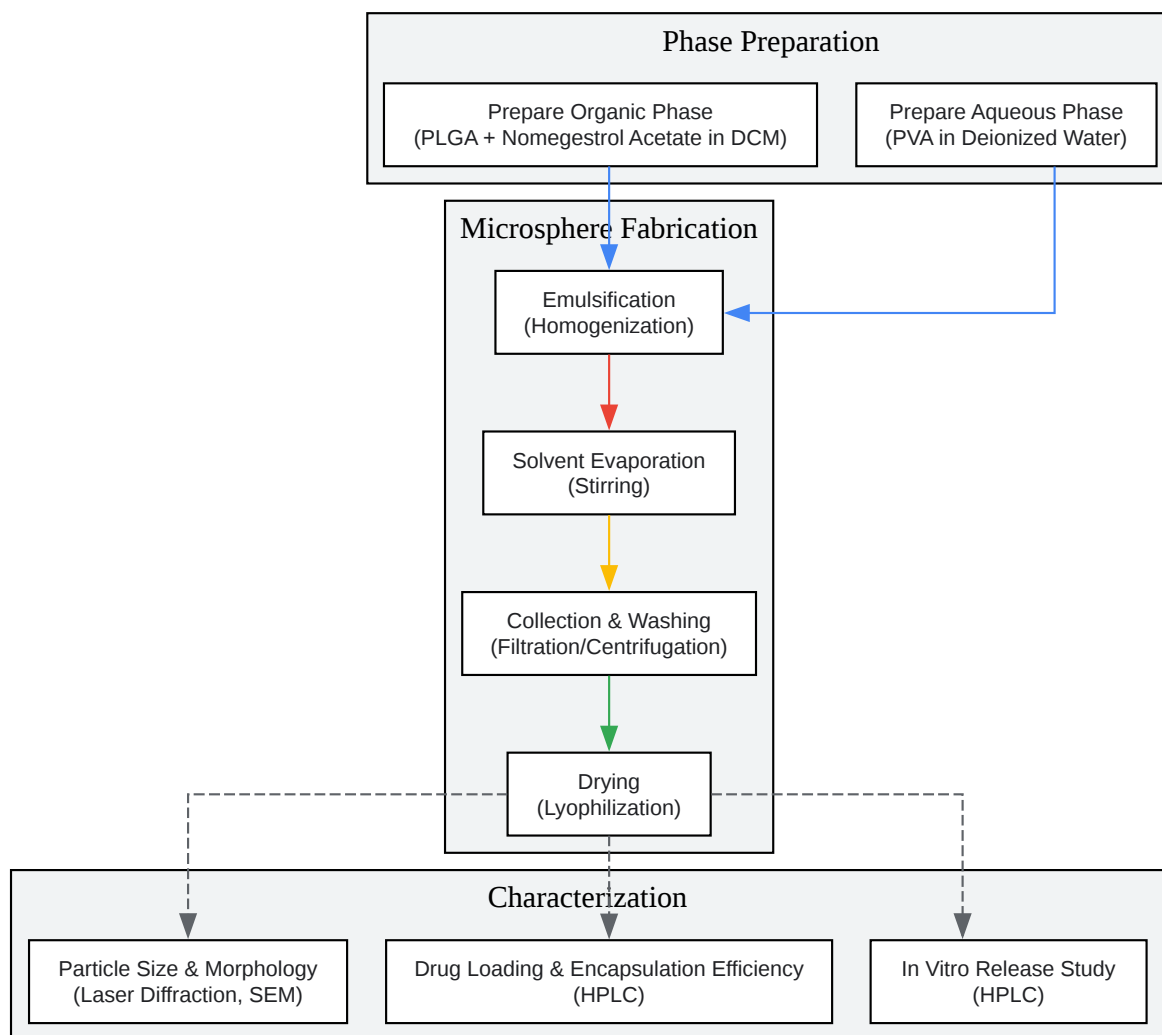 Phase Preparation
Prepare Organic Phase
(PLGA + Nomegestrol Acetate in DCM)
Prepare Aqueous Phase
(PVA in Deionized Water)
Microsphere Fabrication
Emulsification
(Homogenization)
Solvent Evaporation
(Stirring)
Collection & Washing
(Filtration/Centrifugation)
Drying
(Lyophilization)
Characterization
Particle Size & Morphology
(Laser Diffraction, SEM)
Drug Loading & Encapsulation Efficiency
(HPLC)
In Vitro Release Study
(HPLC)